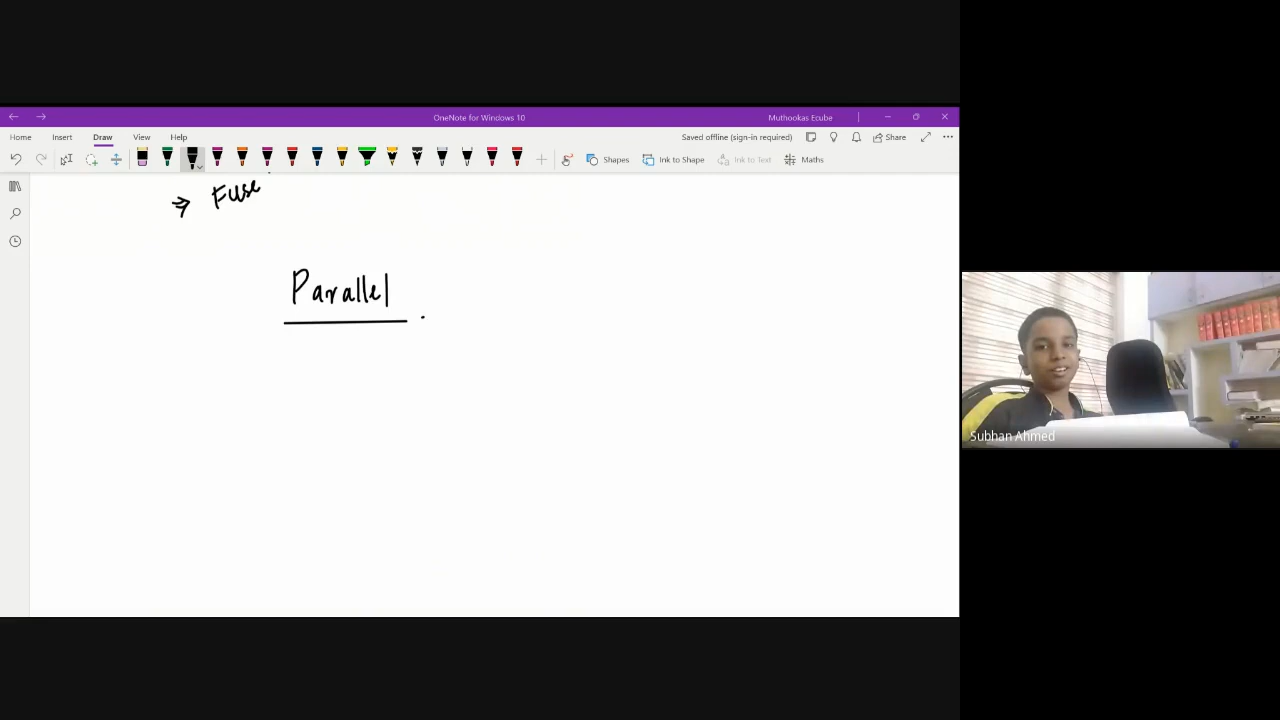 OneNote for Windows 10
Muthookas Ecube
Home Insert Draw View Help
Saved offline (sign-in required)
Share
Shapes
Ink to Shape
Ink to Text
Maths
⇒ Fuse
Parallel
Subhan Ahmed